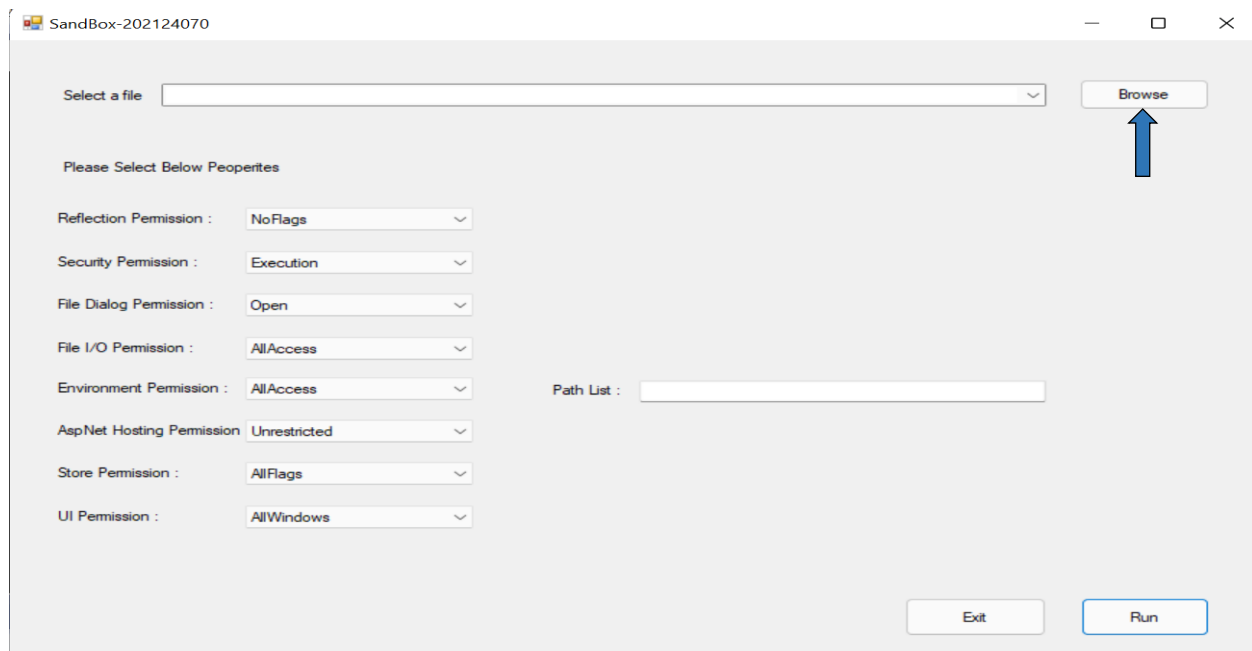 SandBox-202124070
Select a file Browse
Please Select Below Peoperites
Reflection Permission : NoFlags
Security Permission : Execution
File Dialog Permission : Open
File I/O Permission : AllAccess
Environment Permission : AllAccess Path List :
AspNet Hosting Permission Unrestricted
Store Permission : AllFlags
UI Permission : AllWindows
Exit Run